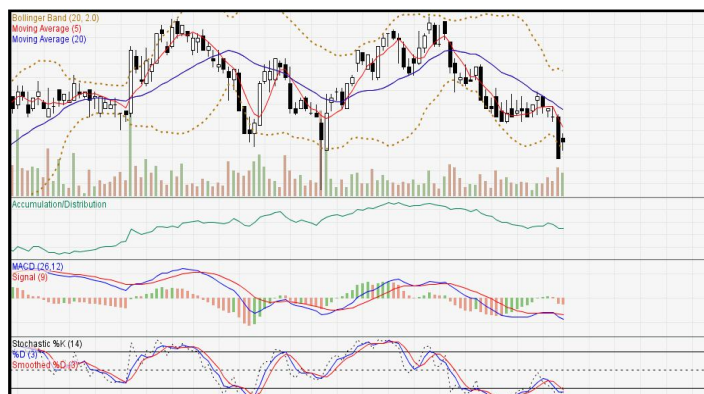 Bollinger Band (20, 2.0)
Moving Average (5)
Moving Average (20)
Accumulation/Distribution
MACD (26,12)
Signal (9)
Stochastic %K (14)
%D (3)
Smoothed %D (3)